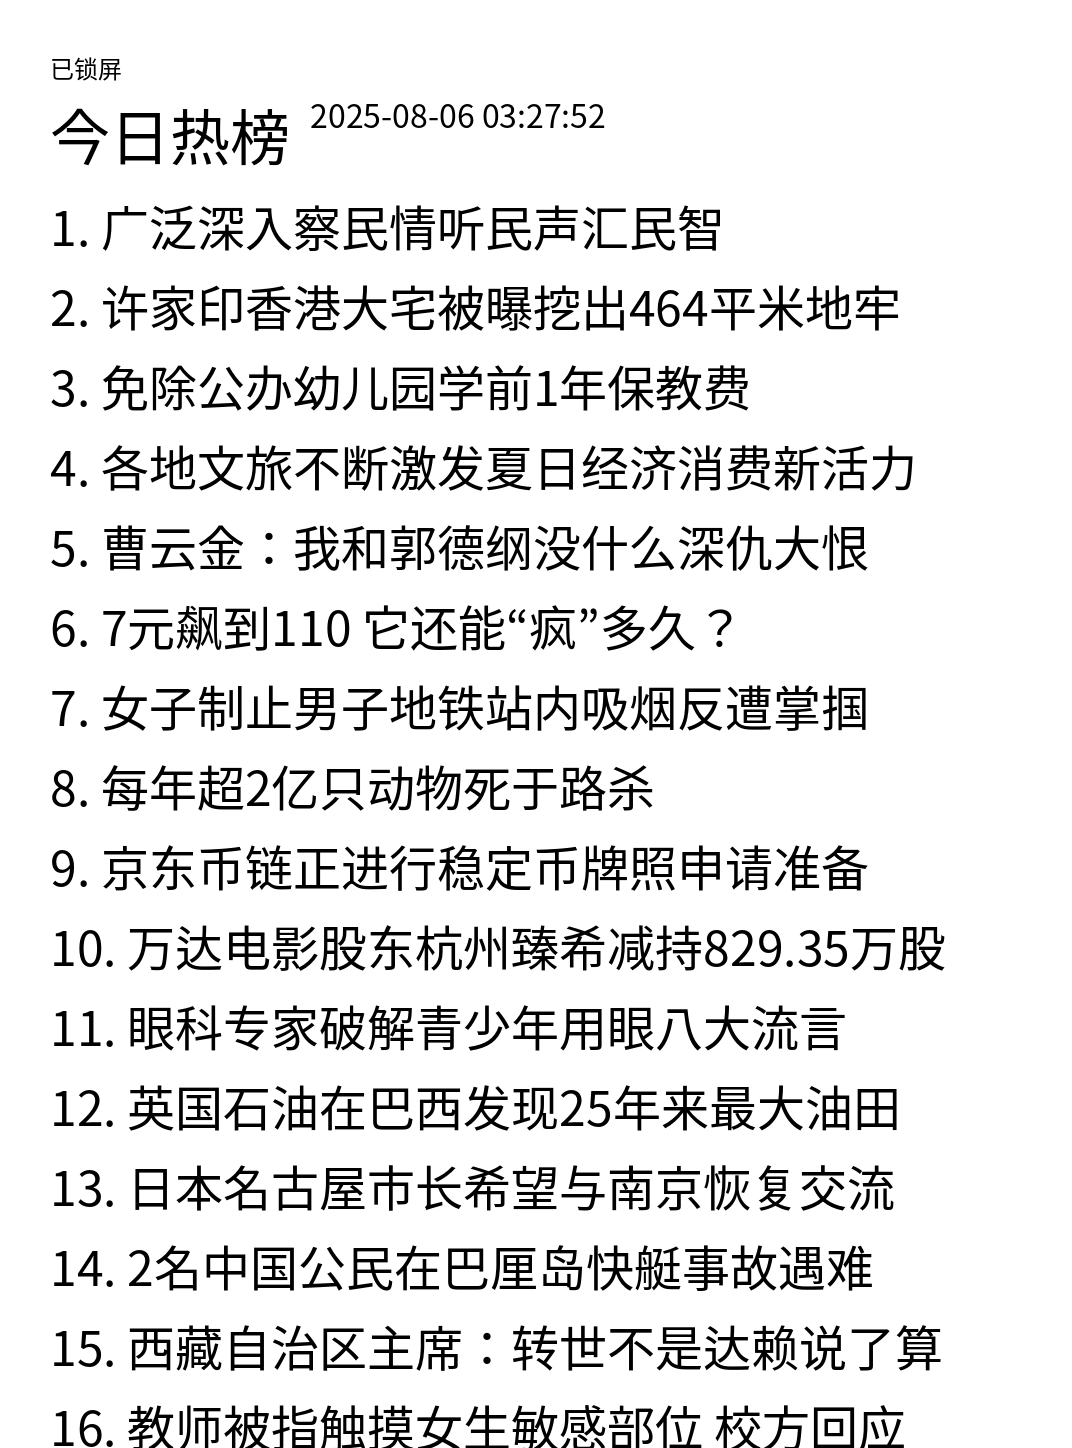 已锁屏
今日热榜 2025-08-06 03:27:52
1. 广泛深入察民情听民声汇民智
2. 许家印香港大宅被曝挖出464平米地牢
3. 免除公办幼儿园学前1年保教费
4. 各地文旅不断激发夏日经济消费新活力
5. 曹云金：我和郭德纲没什么深仇大恨
6. 7元飙到110 它还能“疯”多久？
7. 女子制止男子地铁站内吸烟反遭掌掴
8. 每年超2亿只动物死于路杀
9. 京东币链正进行稳定币牌照申请准备
10. 万达电影股东杭州臻希减持829.35万股
11. 眼科专家破解青少年用眼八大流言
12. 英国石油在巴西发现25年来最大油田
13. 日本名古屋市长希望与南京恢复交流
14. 2名中国公民在巴厘岛快艇事故遇难
15. 西藏自治区主席：转世不是达赖说了算
16. 教师被指触摸女生敏感部位 校方回应